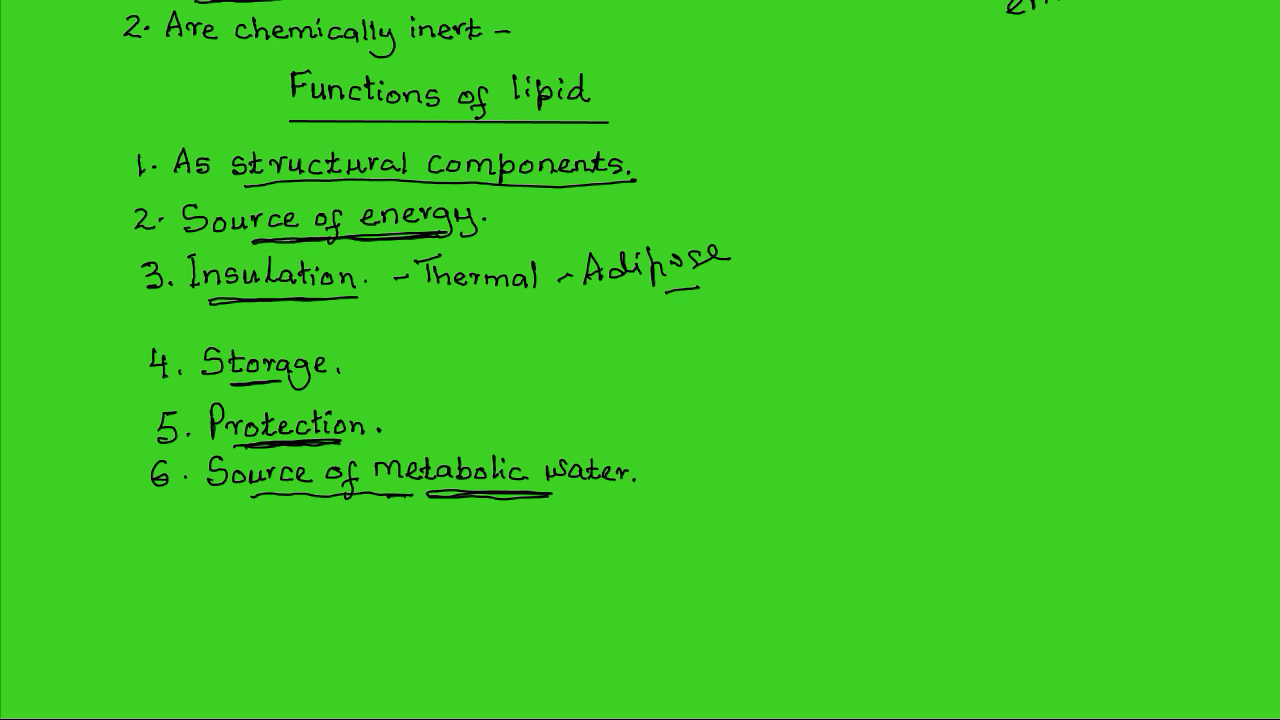 2. Are chemically inert -
Functions of lipid
1. As structural components.
2. Source of energy.
3. Insulation. - Thermal - Adipose
4. Storage.
5. Protection.
6. Source of metabolic water.